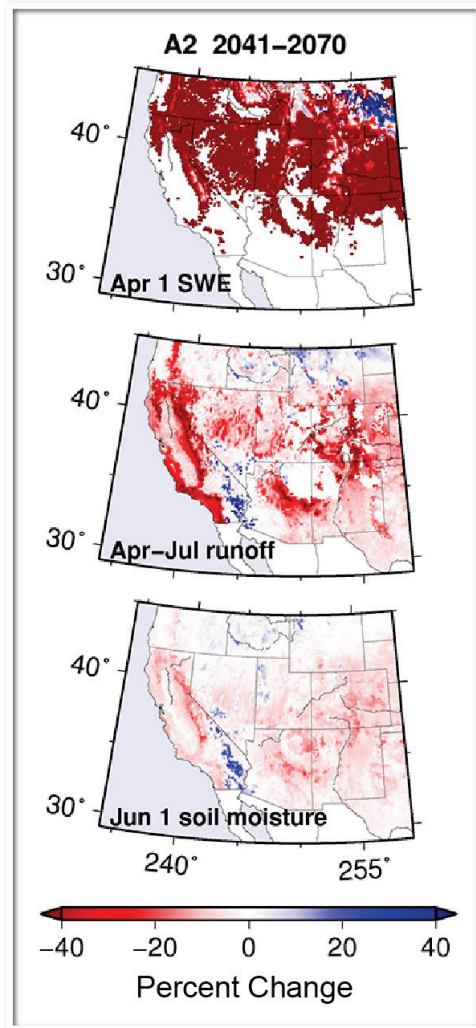 A2 2041−2070
40˚
30˚
Apr 1 SWE
40˚
30˚
Apr−Jul runoff
40˚
30˚
Jun 1 soil moisture
240˚ 255˚
−40 −20 0 20 40
Percent Change